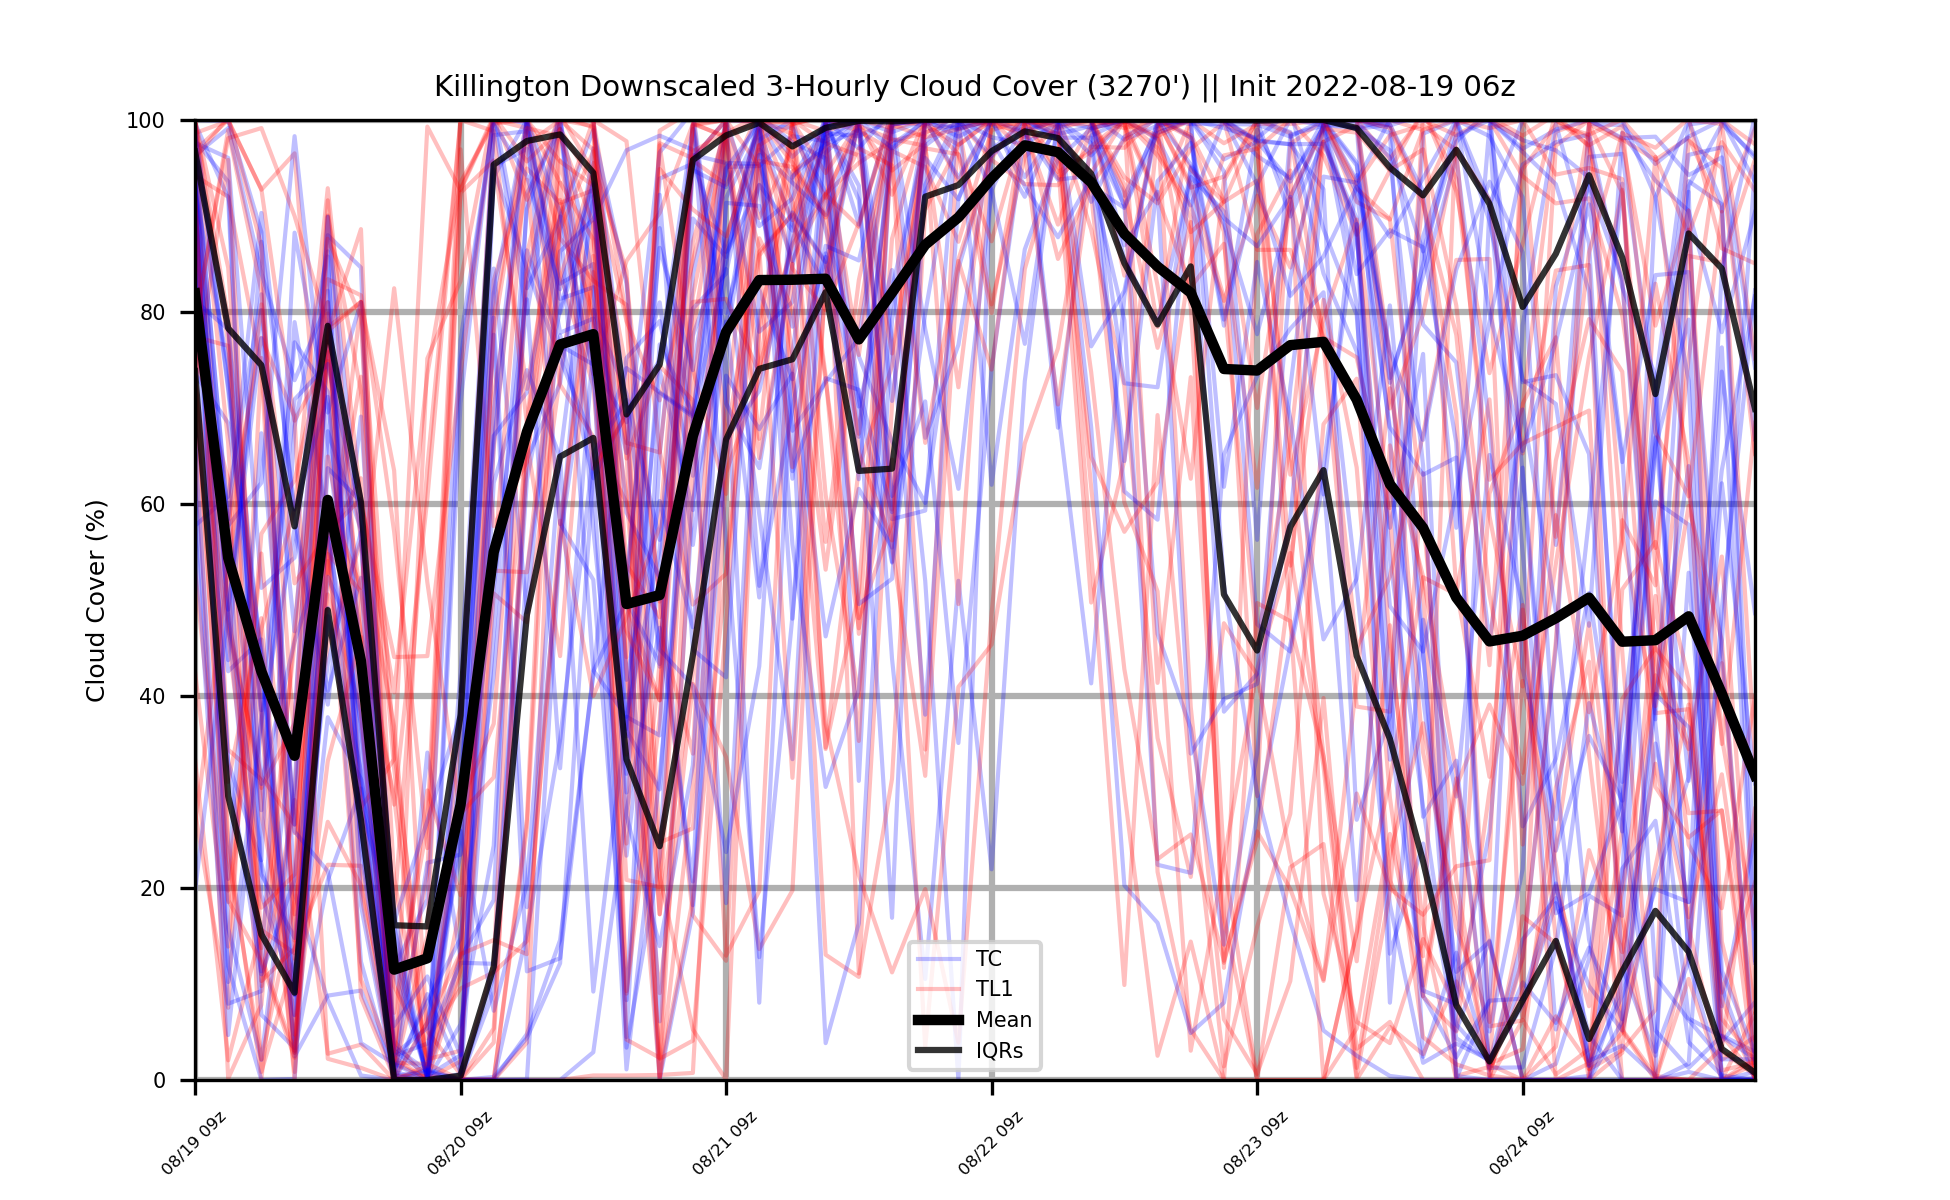 Killington Downscaled 3-Hourly Cloud Cover (3270') || Init 2022-08-19 06z
Cloud Cover (%)
100
80
60
40
20
0
TC
TL1
Mean
IQRs
08/19 09z
08/20 09z
08/21 09z
08/22 09z
08/23 09z
08/24 09z